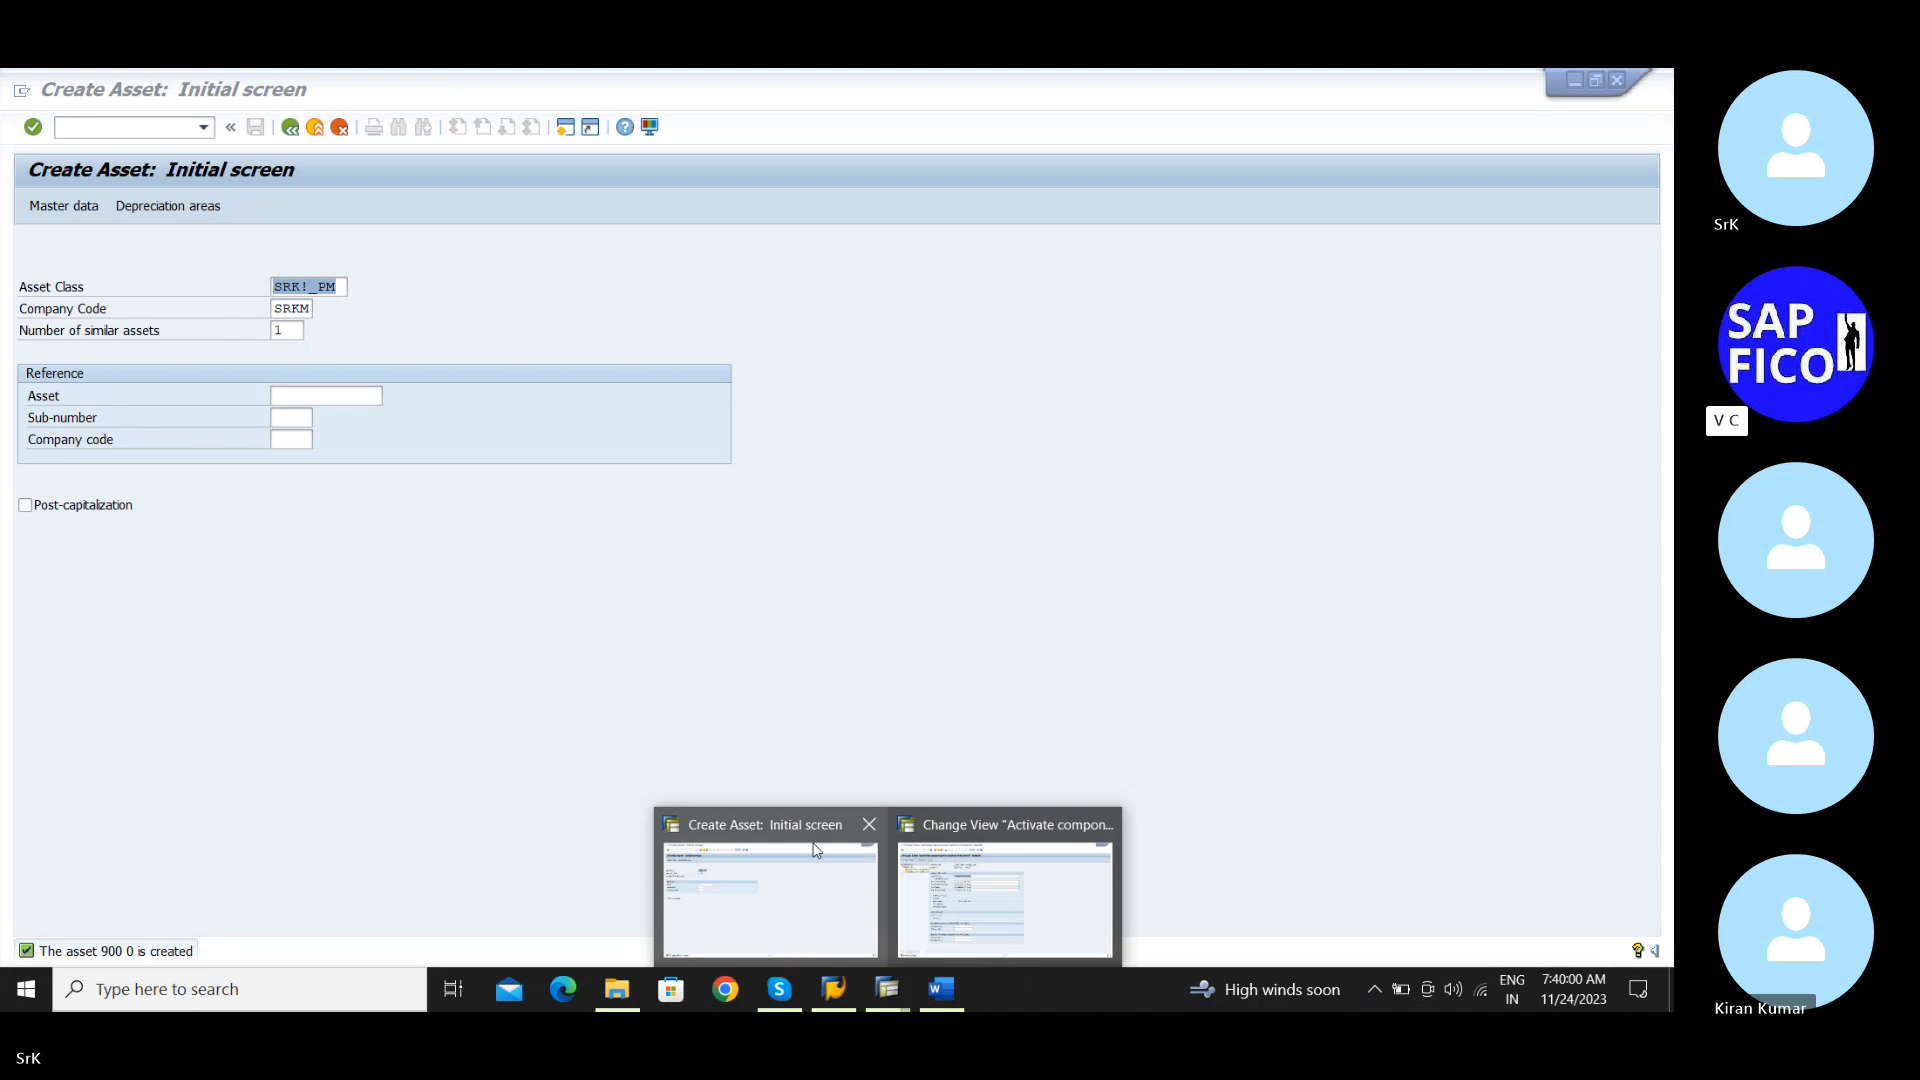 Create Asset: Initial screen
Create Asset: Initial screen
Master data Depreciation areas
Asset Class SRK!_PM
Company Code SRKM
Number of similar assets 1
Reference
Asset
Sub-number
Company code
Post-capitalization
Create Asset: Initial screen
Change View "Activate compon...
The asset 900 0 is created
Type here to search
High winds soon
ENG
IN
7:40:00 AM
11/24/2023
SrK
SAP
FICO
V C
Kiran Kumar
SrK